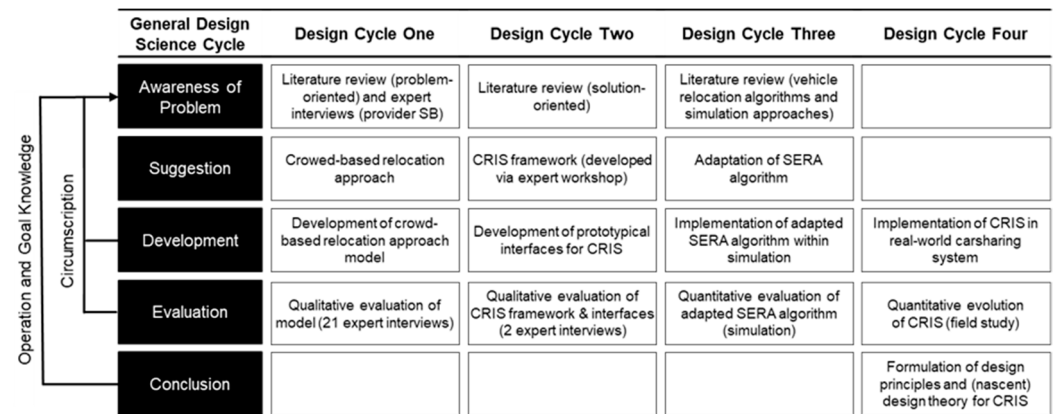 General Design
Science Cycle
Design Cycle One
Design Cycle Two
Design Cycle Three
Design Cycle Four
Operation and Goal Knowledge
Circumscription
Awareness of
Problem
Literature review (problem-
oriented) and expert
interviews (provider SB)
Literature review (solution-
oriented)
Literature review (vehicle
relocation algorithms and
simulation approaches)
Suggestion
Crowed-based relocation
approach
CRIS framework (developed
via expert workshop)
Adaptation of SERA
algorithm
Development
Development of crowd-
based relocation approach
model
Development of prototypical
interfaces for CRIS
Implementation of adapted
SERA algorithm within
simulation
Implementation of CRIS in
real-world carsharing
system
Evaluation
Qualitative evaluation of
model (21 expert interviews)
Qualitative evaluation of
CRIS framework & interfaces
(2 expert interviews)
Quantitative evaluation of
adapted SERA algorithm
(simulation)
Quantitative evolution
of CRIS (field study)
Conclusion
Formulation of design
principles and (nascent)
design theory for CRIS